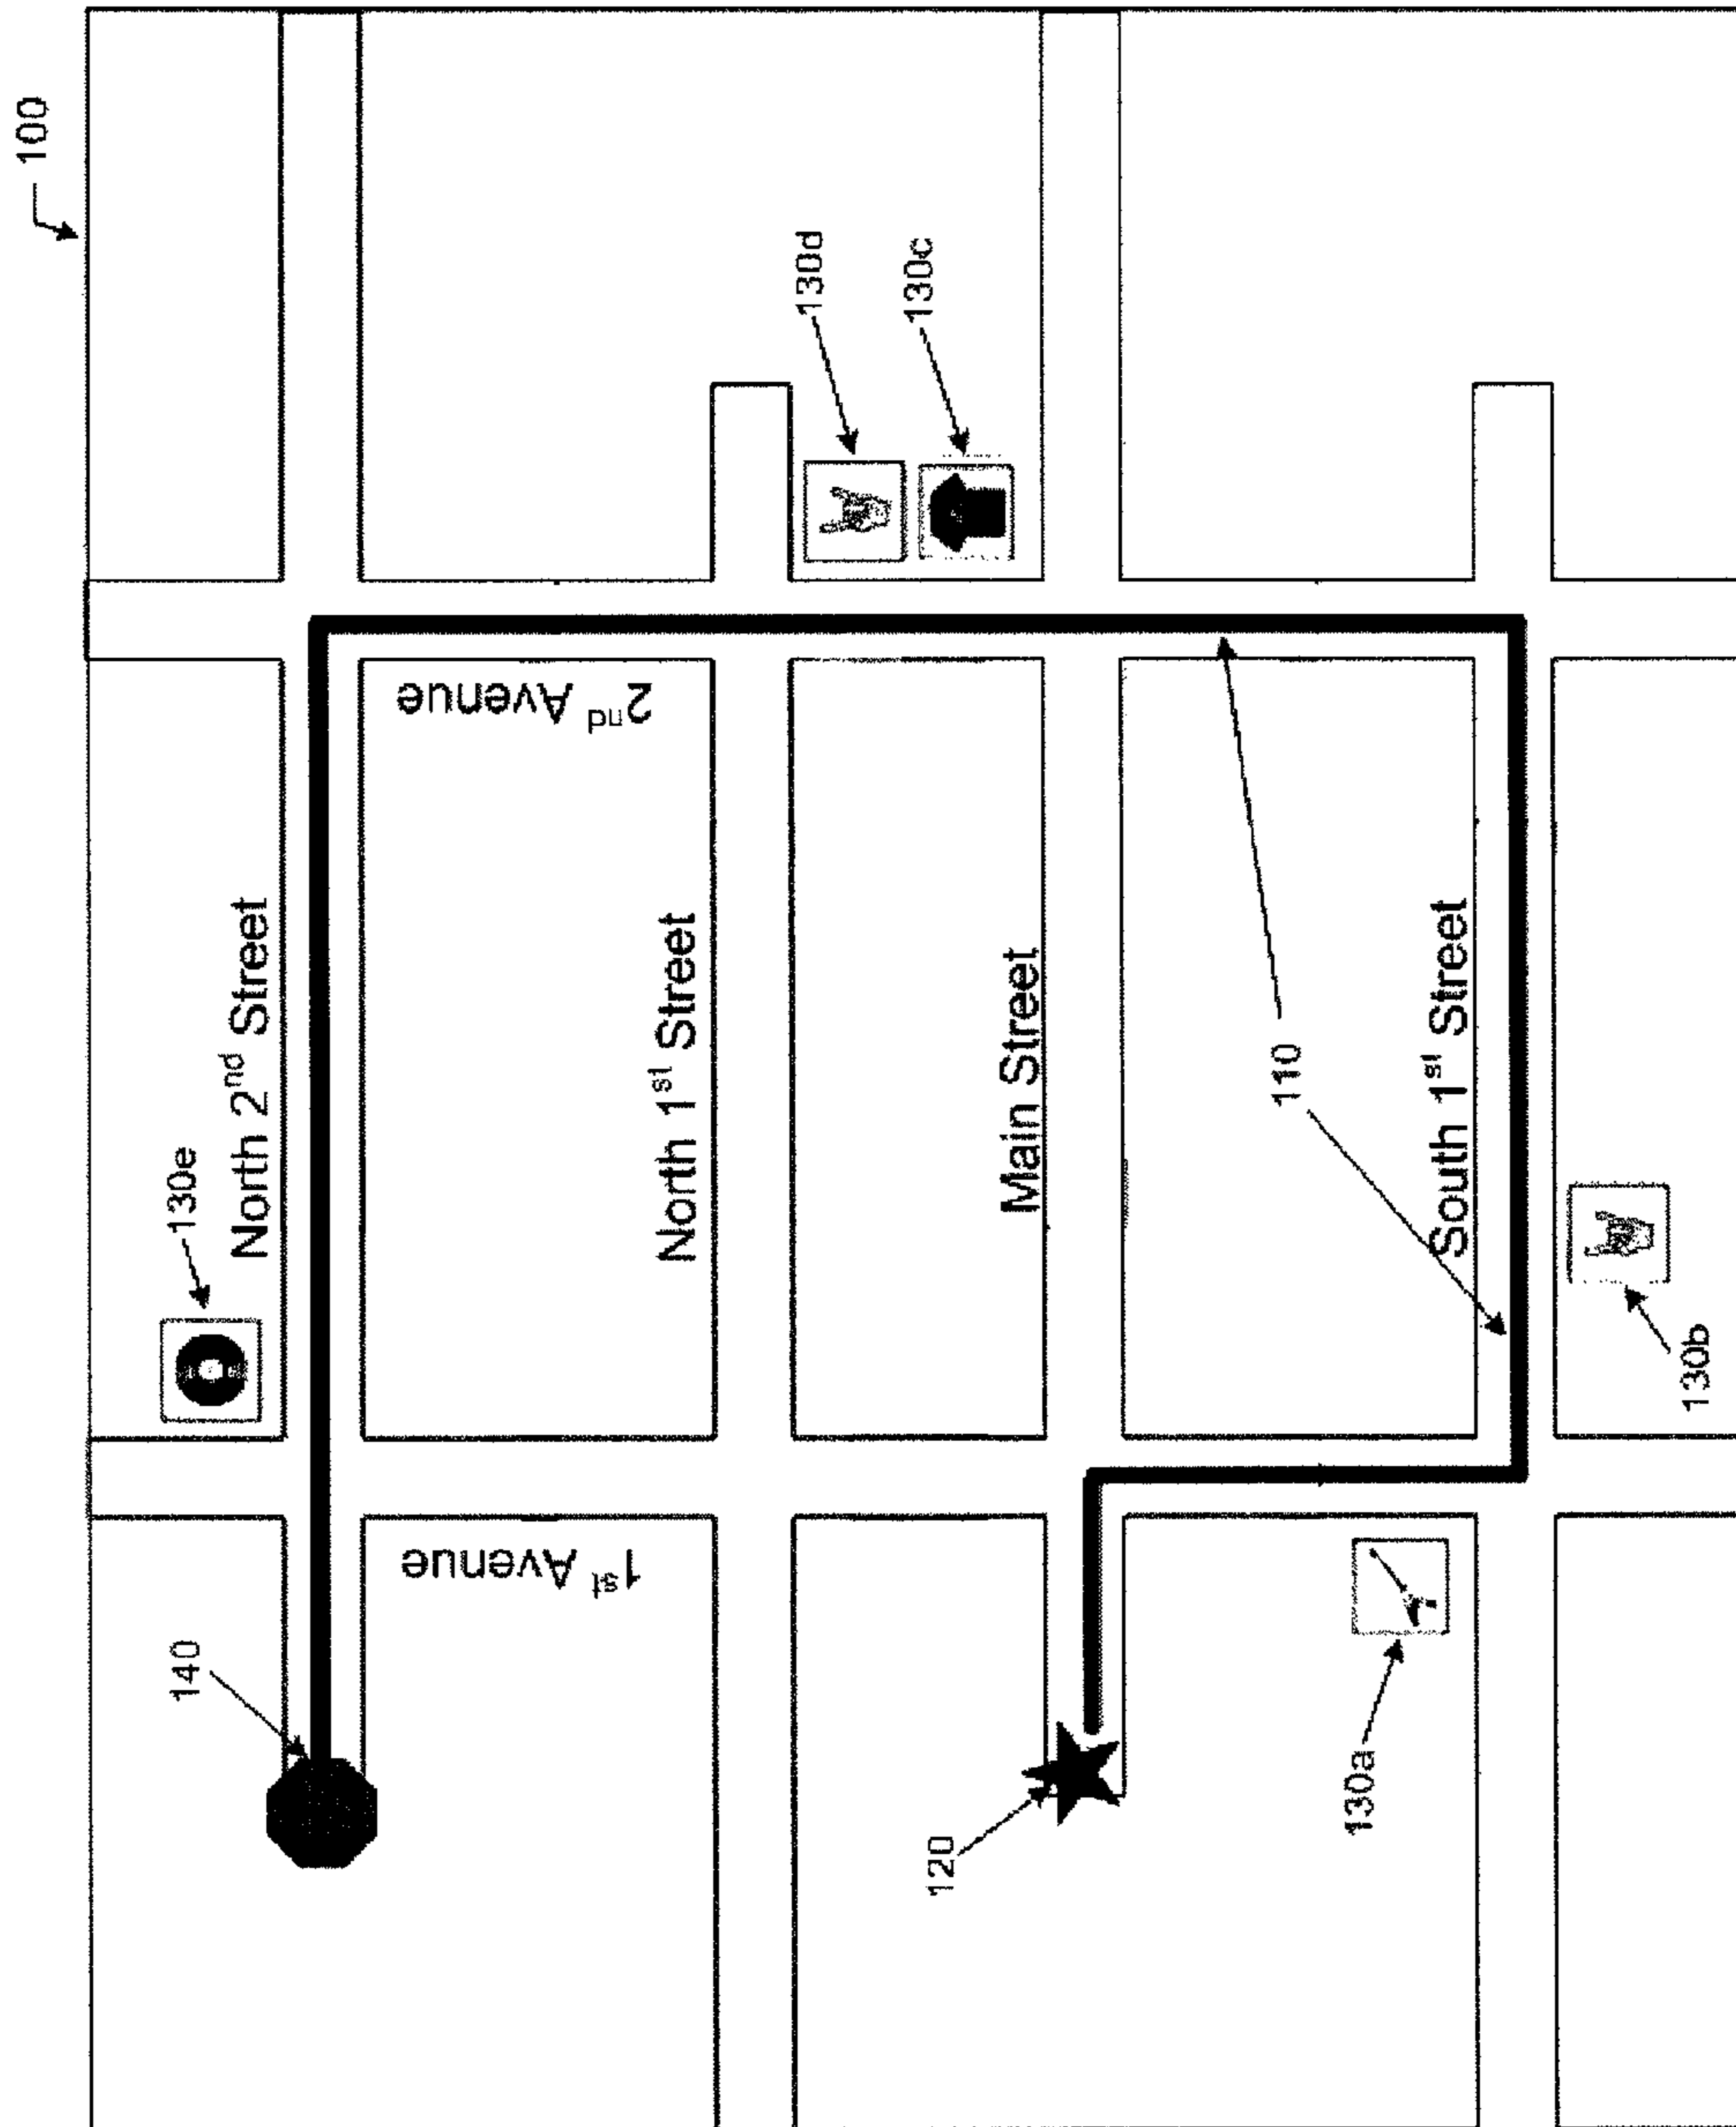 100
130d
130c
2nd Avenue
North 2nd Street
130e
North 1st Street
Main Street
110
South 1st Street
130b
1st Avenue
140
120
130a